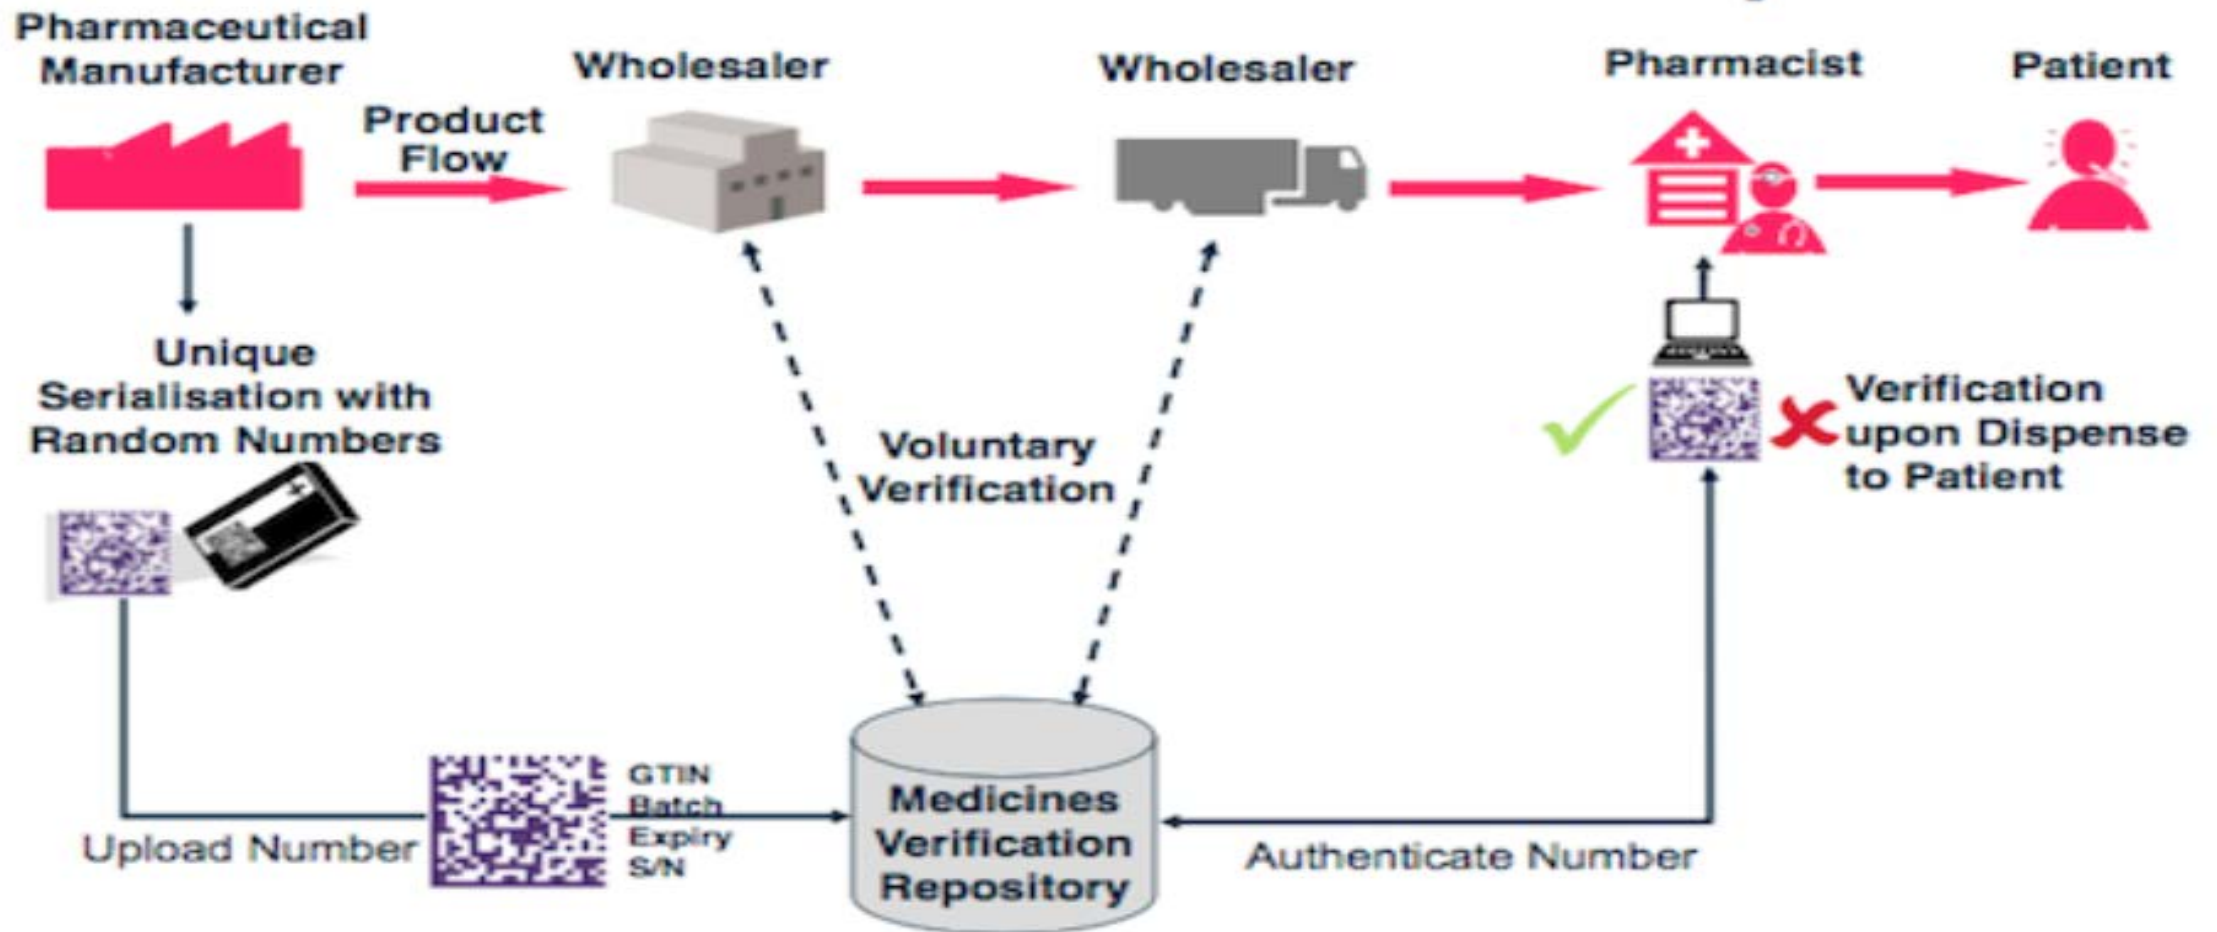 Pharmaceutical
Manufacturer
Product
Flow
Wholesaler
Wholesaler
Pharmacist
Patient
Unique
Serialisation with
Random Numbers
Voluntary
Verification
Verification
upon Dispense
to Patient
Upload Number
GTIN
Batch
Expiry
S/N
Medicines
Verification
Repository
Authenticate Number